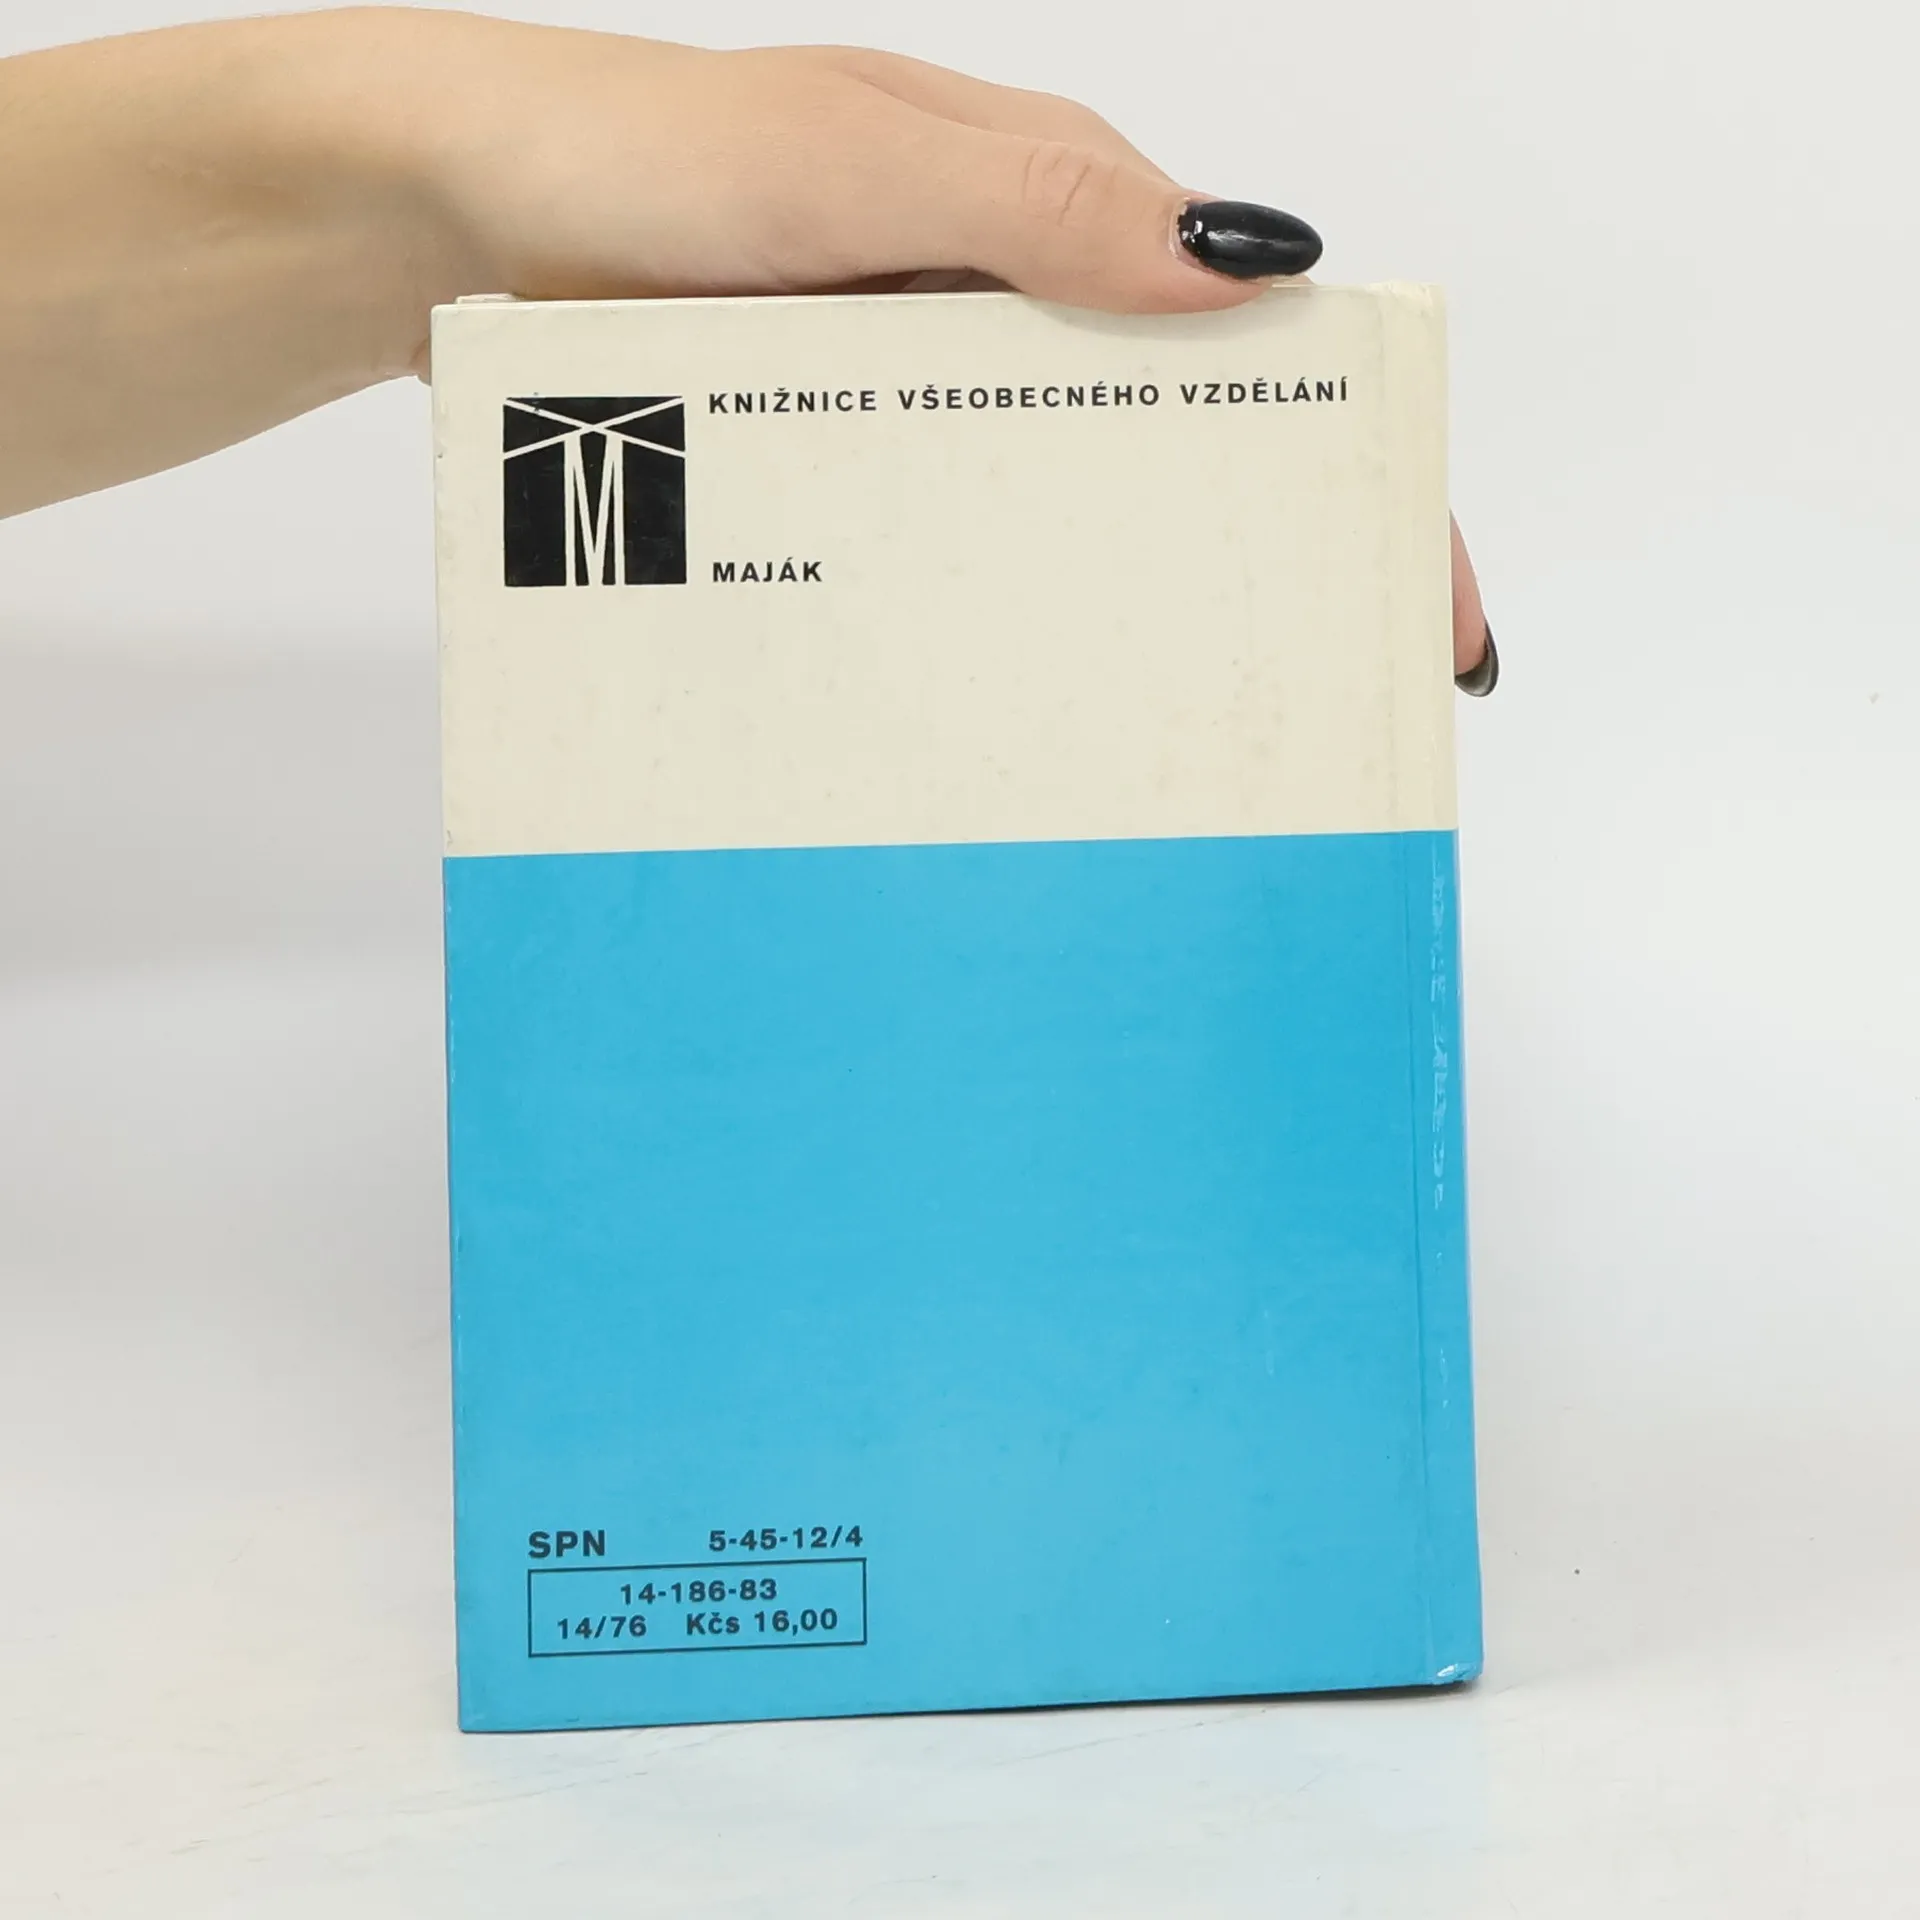 KNIŽNICE VŠEOBECNÉHO VZDĚLÁNÍ
M
MAJÁK
SPN 5-45-12/4
14-186-83
14/76 Kčs 16,00